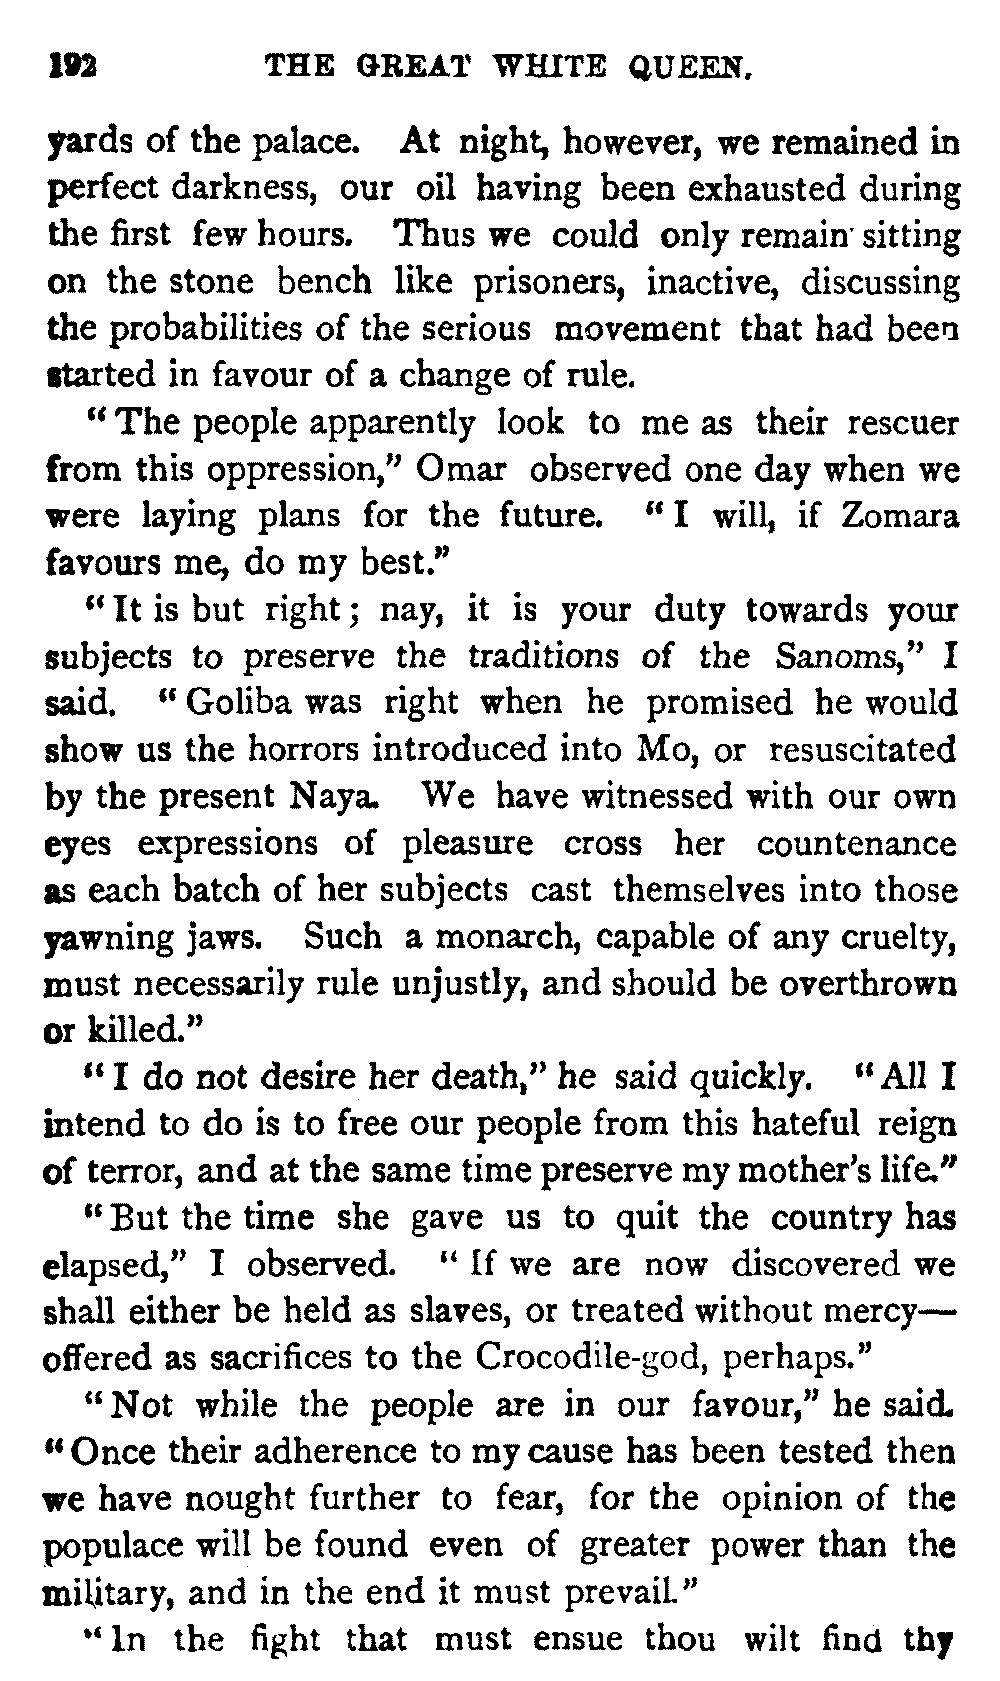 192 THE GREAT WHITE QUEEN.
yards of the palace. At night, however, we remained in
perfect darkness, our oil having been exhausted during
the first few hours. Thus we could only remain sitting
on the stone bench like prisoners, inactive, discussing
the probabilities of the serious movement that had been
started in favour of a change of rule.
“The people apparently look to me as their rescuer
from this oppression,” Omar observed one day when we
were laying plans for the future. “I will, if Zomara
favours me, do my best.”
“It is but right; nay, it is your duty towards your
subjects to preserve the traditions of the Sanoms,” I
said. “Goliba was right when he promised he would
show us the horrors introduced into Mo, or resuscitated
by the present Naya. We have witnessed with our own
eyes expressions of pleasure cross her countenance
as each batch of her subjects cast themselves into those
yawning jaws. Such a monarch, capable of any cruelty,
must necessarily rule unjustly, and should be overthrown
or killed.”
“I do not desire her death,” he said quickly. “All I
intend to do is to free our people from this hateful reign
of terror, and at the same time preserve my mother's life.”
“But the time she gave us to quit the country has
elapsed,” I observed. “If we are now discovered we
shall either be held as slaves, or treated without mercy—
offered as sacrifices to the Crocodile-god, perhaps.”
“Not while the people are in our favour,” he said.
“Once their adherence to my cause has been tested then
we have nought further to fear, for the opinion of the
populace will be found even of greater power than the
military, and in the end it must prevail.”
“In the fight that must ensue thou wilt find thy